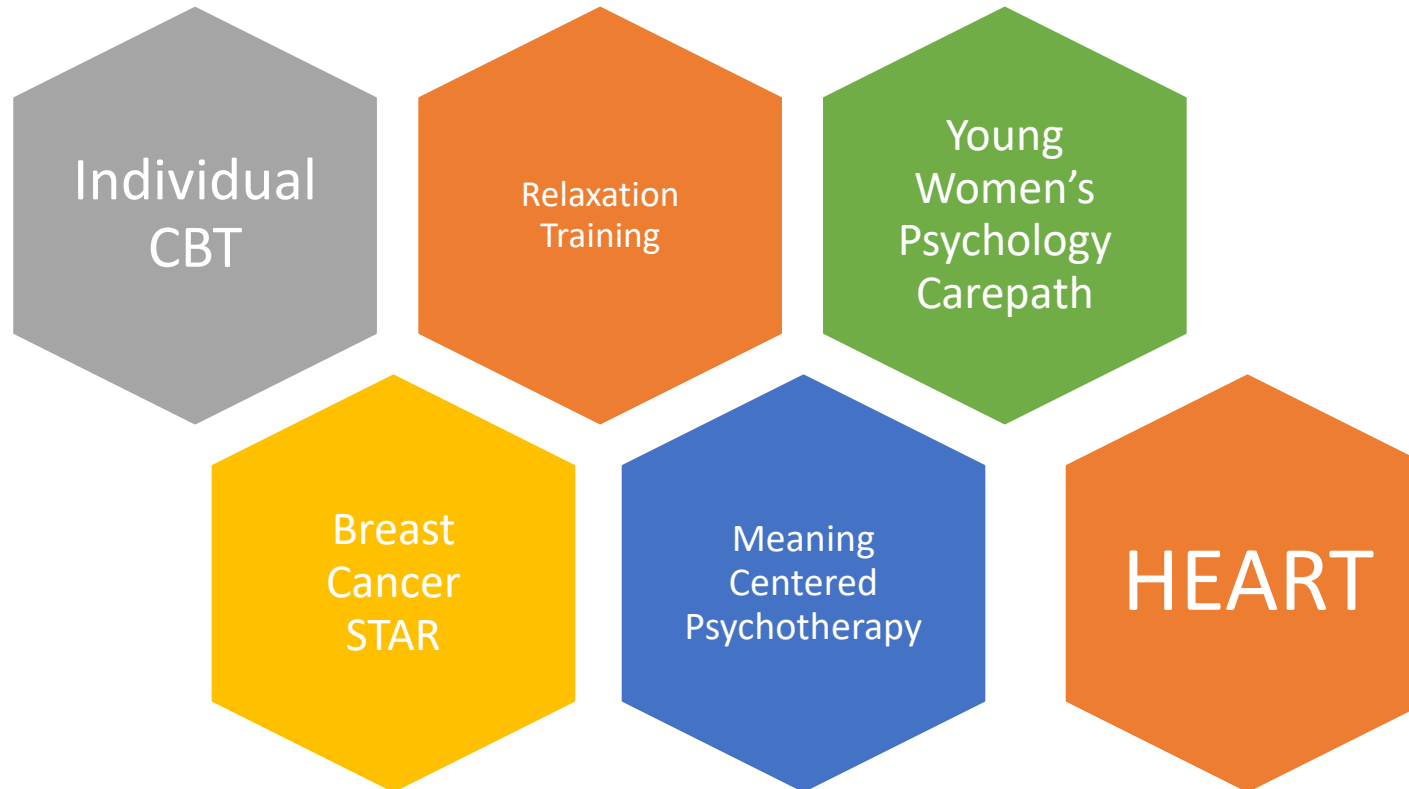 Individual
CBT
Relaxation
Training
Young
Women’s
Psychology
Carepath
Breast
Cancer
STAR
Meaning
Centered
Psychotherapy
HEART